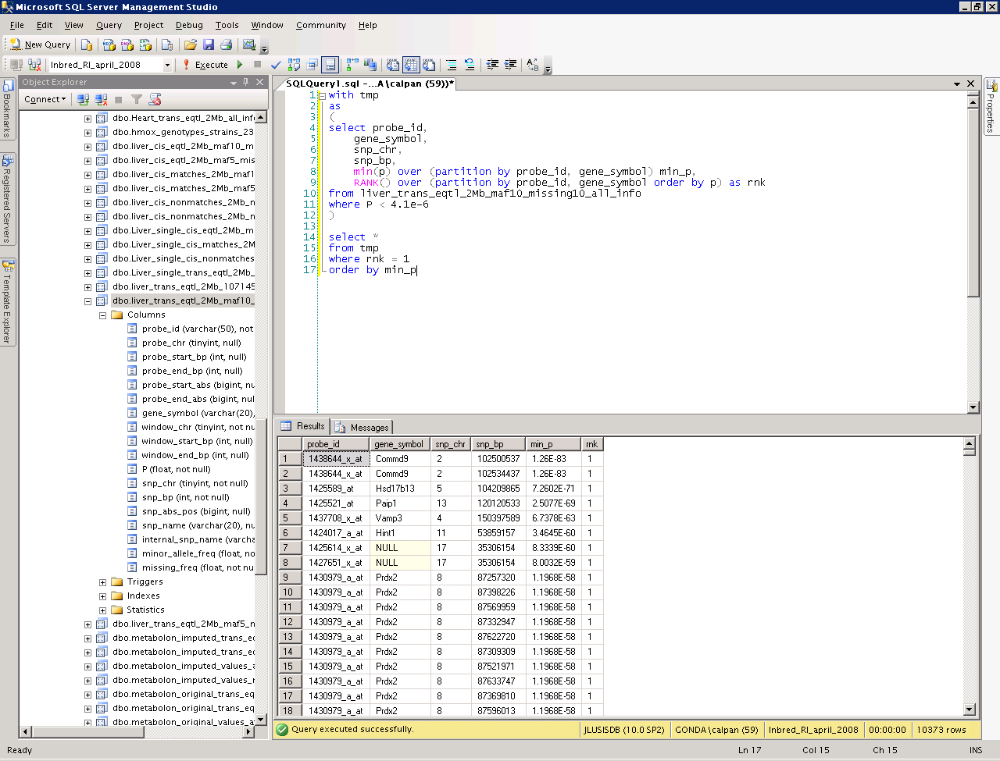 Microsoft SQL Server Management Studio
File Edit View Query Project Debug Tools Window Community Help
New Query
Inbred_RI_april_2008 Execute
Object Explorer
Connect
Bookmarks
Registered Servers
Template Explorer
dbo.Heart_trans_eqtl_2Mb_all_info
dbo.hmox_genotypes_strains_23
dbo.liver_cis_eqtl_2Mb_maf10_m
dbo.liver_cis_eqtl_2Mb_maf5_mis
dbo.liver_cis_matches_2Mb_maf1
dbo.liver_cis_matches_2Mb_maf5
dbo.liver_cis_nonmatches_2Mb_m
dbo.liver_cis_nonmatches_2Mb_m
dbo.Liver_single_cis_eqtl_2Mb_m
dbo.Liver_single_cis_matches_2M
dbo.Liver_single_cis_nonmatches
dbo.Liver_single_trans_eqtl_2Mb_
dbo.liver_trans_eqtl_2Mb_107145
dbo.liver_trans_eqtl_2Mb_maf10_
Columns
probe_id (varchar(50), not
probe_chr (tinyint, null)
probe_start_bp (int, null)
probe_end_bp (int, null)
probe_start_abs (bigint, nu
probe_end_abs (bigint, null
gene_symbol (varchar(20),
window_chr (tinyint, not nu
window_start_bp (int, null)
window_end_bp (int, null)
P (float, not null)
snp_chr (tinyint, not null)
snp_bp (int, not null)
snp_abs_pos (bigint, null)
snp_name (varchar(20), nu
internal_snp_name (varcha
minor_allele_freq (float, no
missing_freq (float, not nu
Triggers
Indexes
Statistics
dbo.liver_trans_eqtl_2Mb_maf5_n
dbo.metabolon_imputed_trans_ec
dbo.metabolon_imputed_trans_ec
dbo.metabolon_imputed_values_a
dbo.metabolon_imputed_values_r
dbo.metabolon_original_trans_eq
dbo.metabolon_original_trans_eq
dbo.metabolon_original_values_a
SQLQuery1.sql -...A\calpan (59))*
1 with tmp
2 as
3 (
4 select probe_id,
5 gene_symbol,
6 snp_chr,
7 snp_bp,
8 min(p) over (partition by probe_id, gene_symbol) min_p,
9 RANK() over (partition by probe_id, gene_symbol order by p) as rnk
10 from liver_trans_eqtl_2Mb_maf10_missing10_all_info
11 where P < 4.1e-6
12 )
13
14 select *
15 from tmp
16 where rnk = 1
17 order by min_p
Properties
Results Messages
probe_id gene_symbol snp_chr snp_bp min_p rnk
1 1438644_x_at Commd9 2 102500537 1.26E-83 1
2 1438644_x_at Commd9 2 102534437 1.26E-83 1
3 1425589_at Hsd17b13 5 104209865 7.2602E-71 1
4 1425521_at Paip1 13 120120533 2.5077E-69 1
5 1437708_x_at Vamp3 4 150397589 6.7378E-63 1
6 1424017_a_at Hint1 11 53859157 3.4645E-60 1
7 1425614_x_at NULL 17 35306154 8.3339E-60 1
8 1427651_x_at NULL 17 35306154 8.0032E-59 1
9 1430979_a_at Prdx2 8 87257320 1.1968E-58 1
10 1430979_a_at Prdx2 8 87398226 1.1968E-58 1
11 1430979_a_at Prdx2 8 87569959 1.1968E-58 1
12 1430979_a_at Prdx2 8 87332947 1.1968E-58 1
13 1430979_a_at Prdx2 8 87622720 1.1968E-58 1
14 1430979_a_at Prdx2 8 87309309 1.1968E-58 1
15 1430979_a_at Prdx2 8 87521971 1.1968E-58 1
16 1430979_a_at Prdx2 8 87633747 1.1968E-58 1
17 1430979_a_at Prdx2 8 87369810 1.1968E-58 1
18 1430979_a_at Prdx2 8 87596013 1.1968E-58 1
Query executed successfully. JLUSISDB (10.0 SP2) GONDA\calpan (59) Inbred_RI_april_2008 00:00:00 10373 rows
Ready Ln 17 Col 15 Ch 15 INS